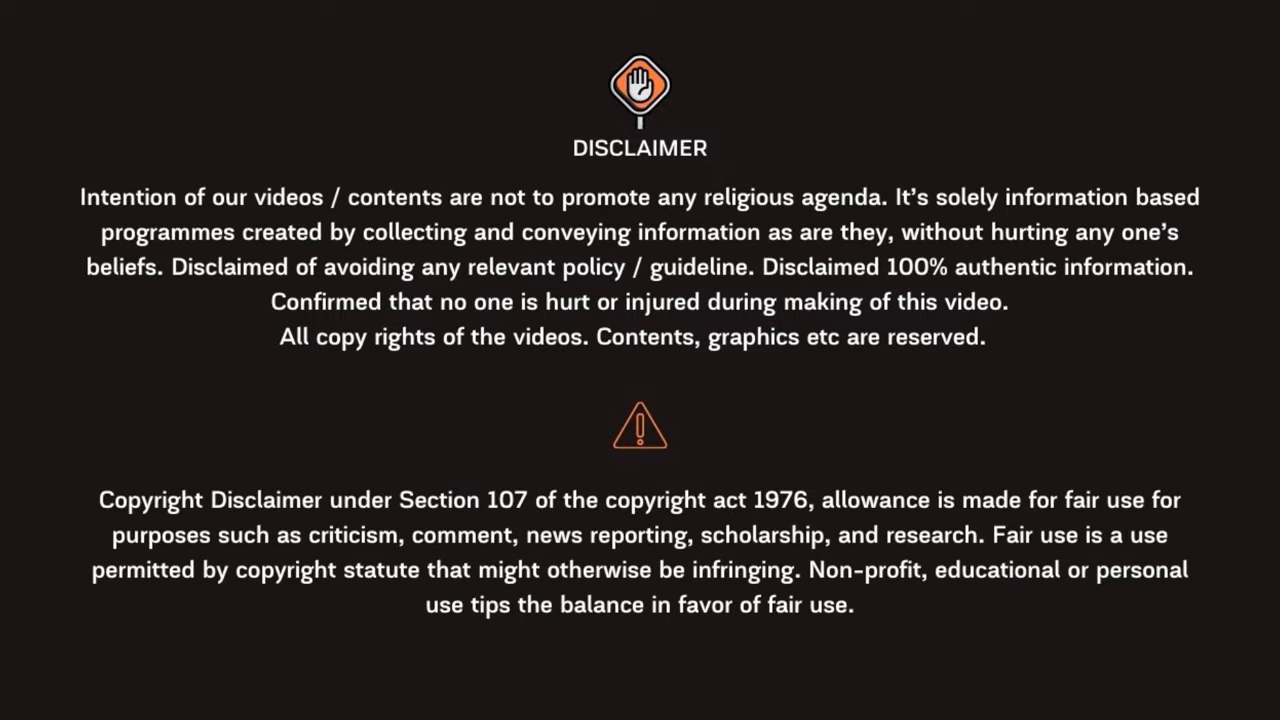 DISCLAIMER
Intention of our videos / contents are not to promote any religious agenda. It's solely information based
programmes created by collecting and conveying information as are they, without hurting any one's
beliefs. Disclaimed of avoiding any relevant policy / guideline. Disclaimed 100% authentic information.
Confirmed that no one is hurt or injured during making of this video.
All copy rights of the videos. Contents, graphics etc are reserved.
Copyright Disclaimer under Section 107 of the copyright act 1976, allowance is made for fair use for
purposes such as criticism, comment, news reporting, scholarship, and research. Fair use is a use
permitted by copyright statute that might otherwise be infringing. Non-profit, educational or personal
use tips the balance in favor of fair use.